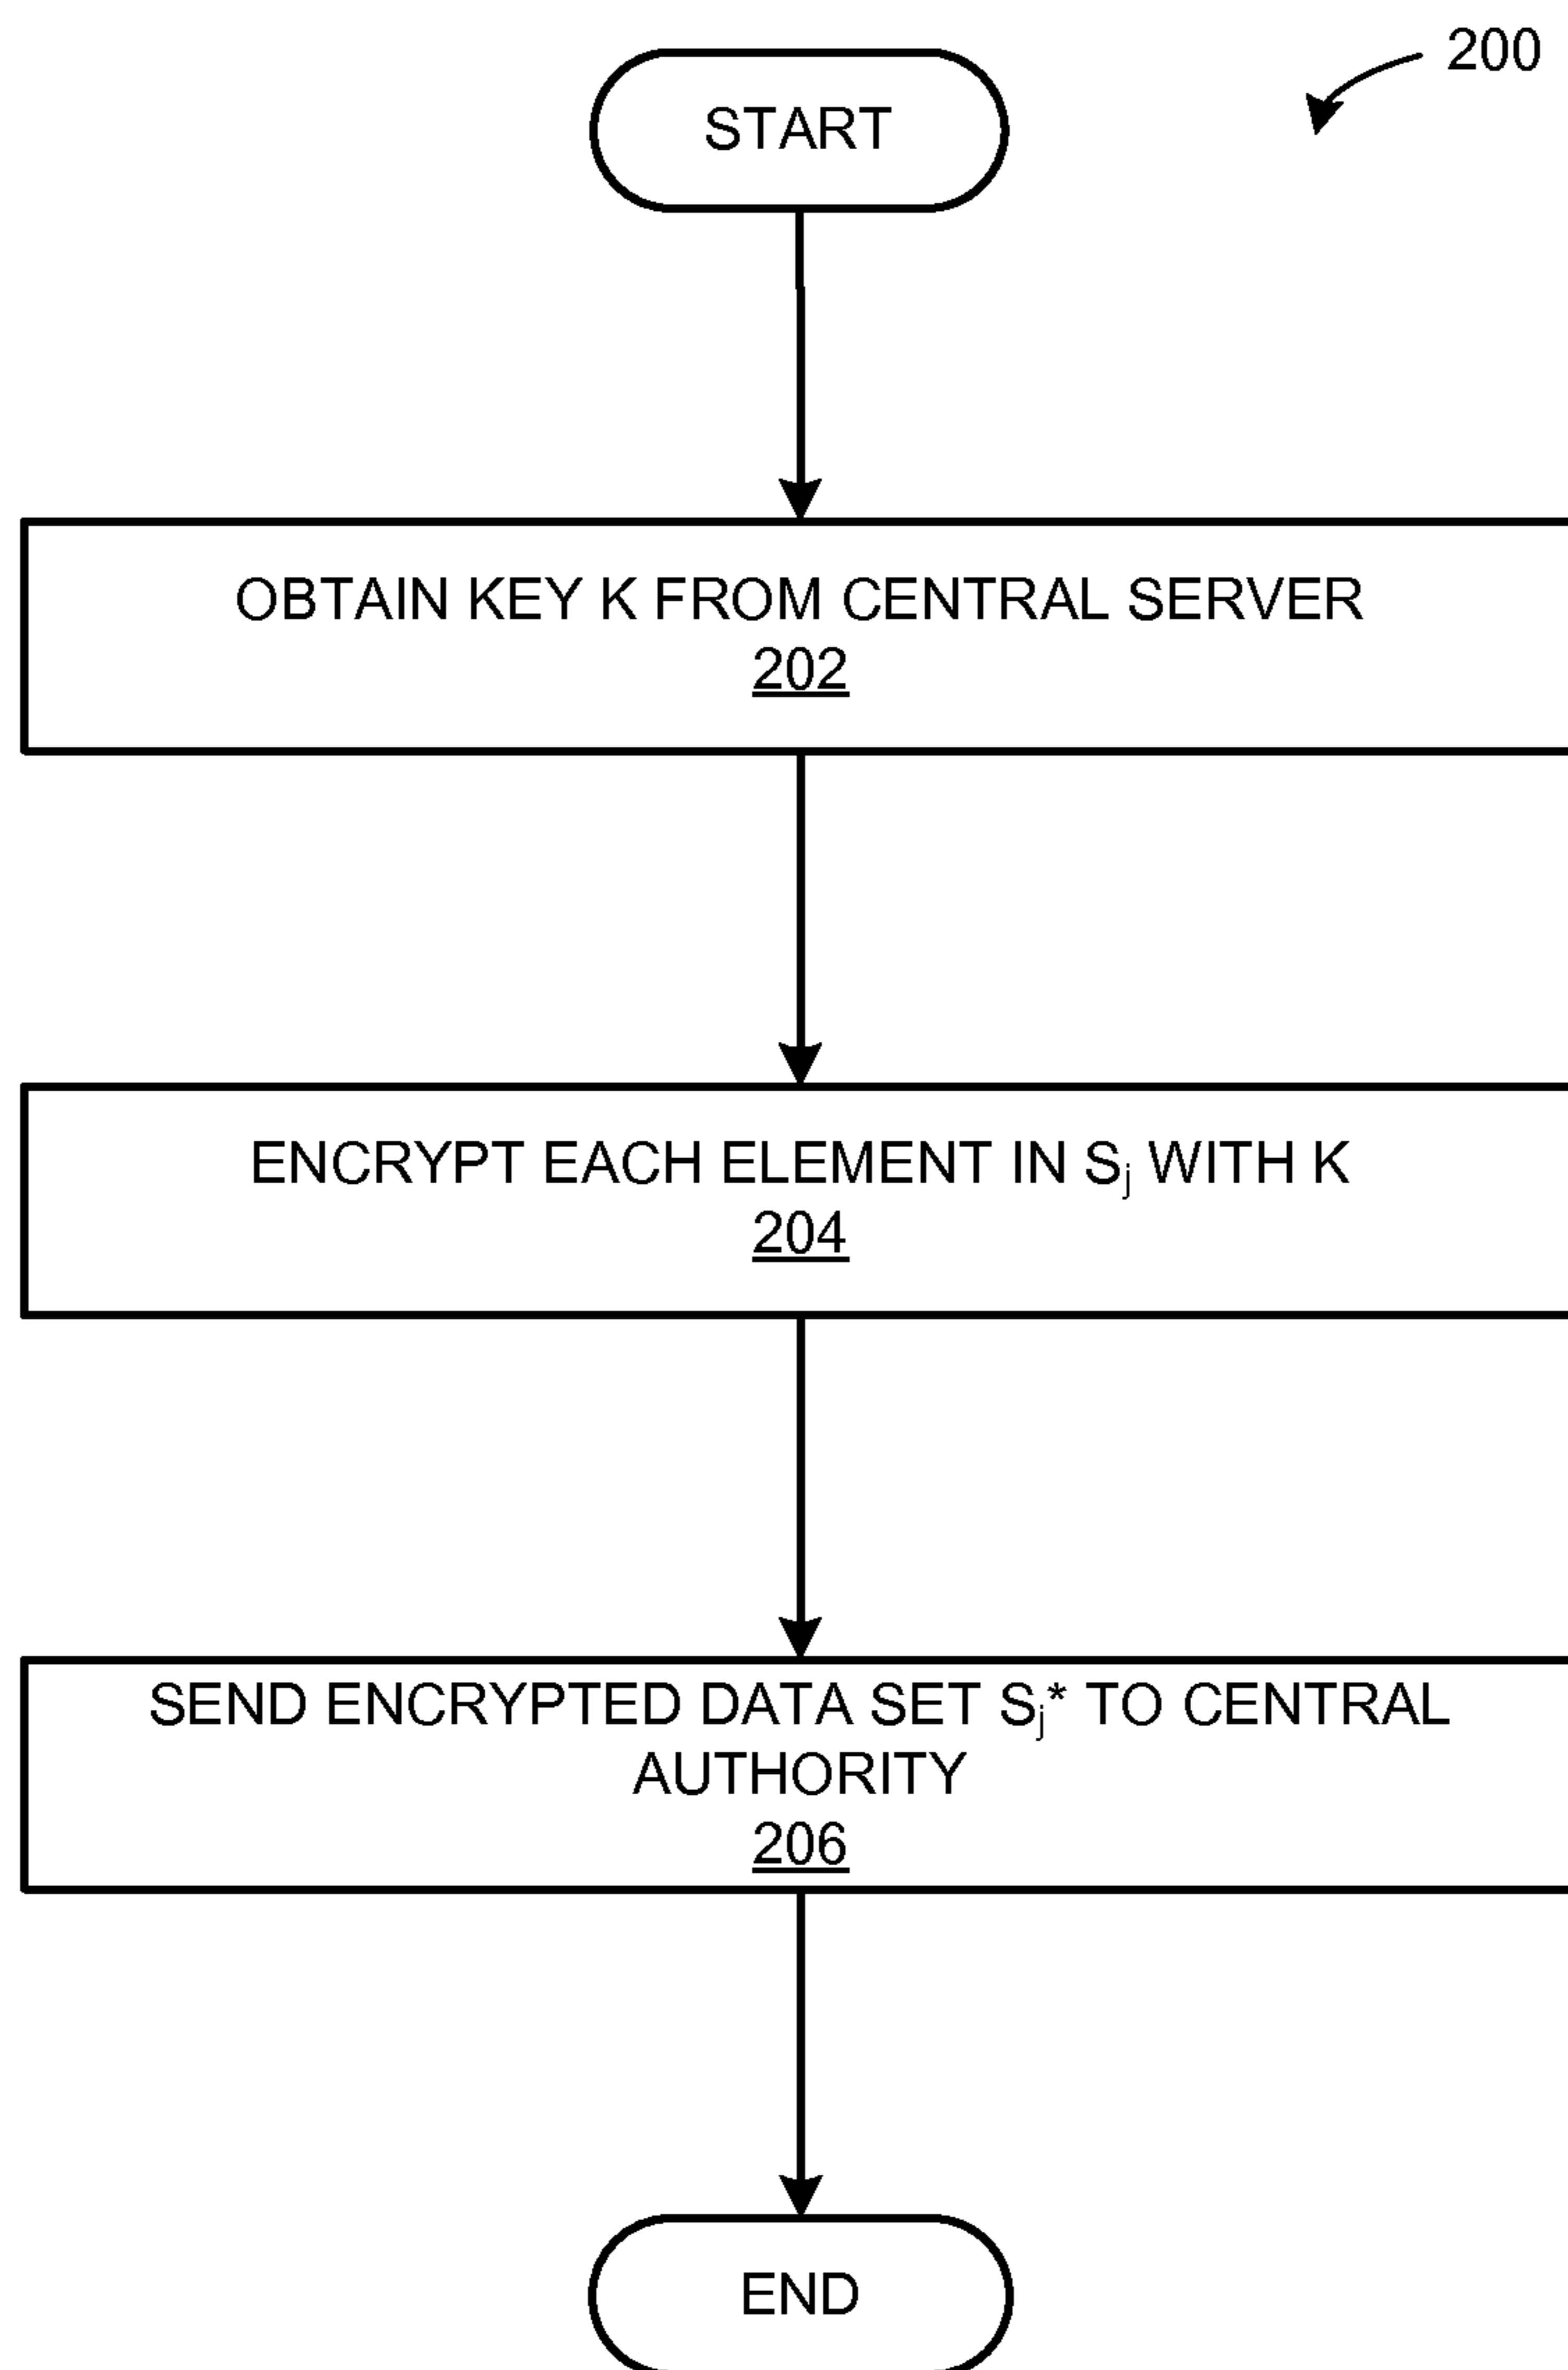 200
START
OBTAIN KEY K FROM CENTRAL SERVER
202
ENCRYPT EACH ELEMENT IN Sj WITH K
204
SEND ENCRYPTED DATA SET Sj* TO CENTRAL
AUTHORITY
206
END